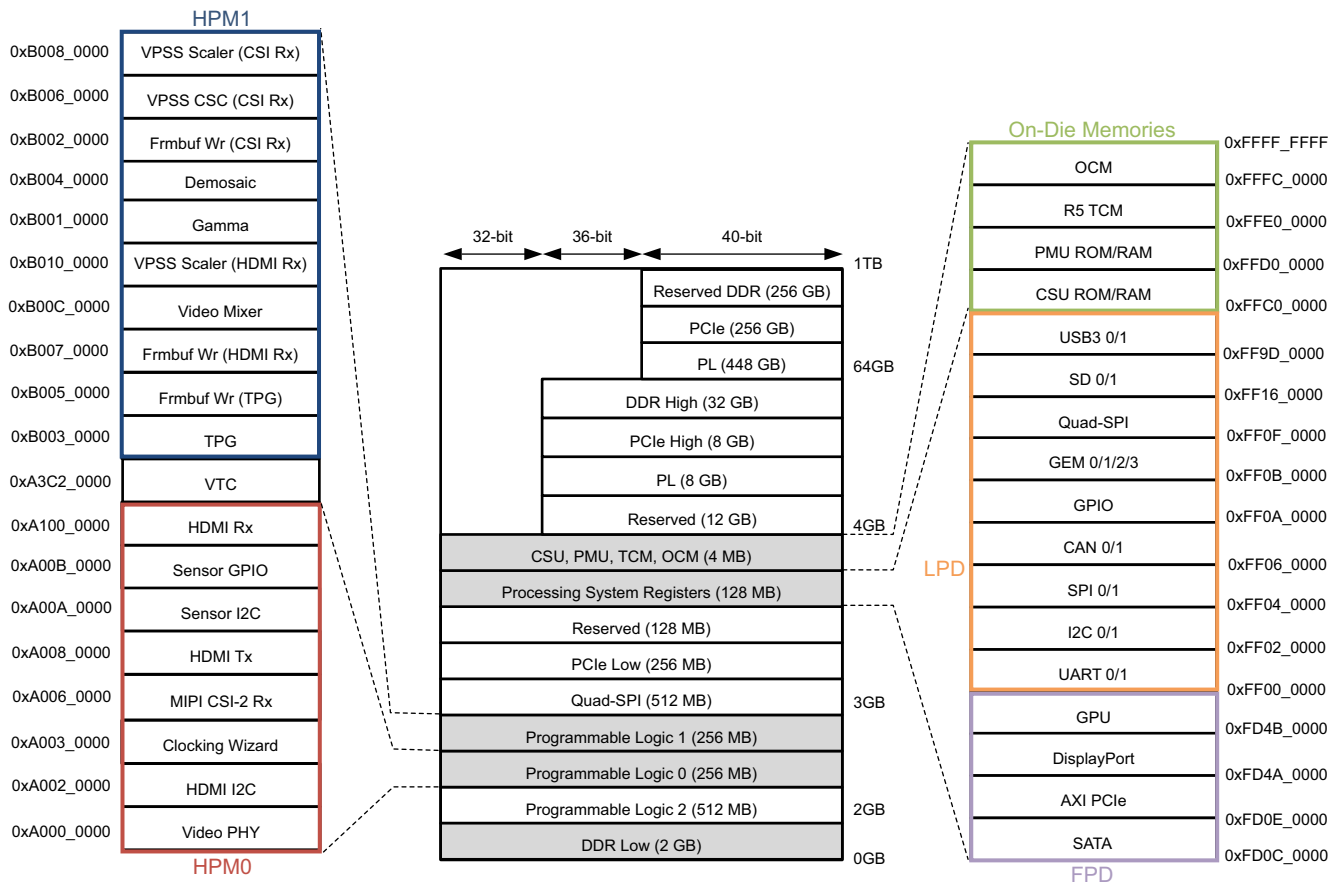 HPM1
0xB008_0000 VPSS Scaler (CSI Rx)
0xB006_0000 VPSS CSC (CSI Rx)
0xB002_0000 Frmbuf Wr (CSI Rx)
0xB004_0000 Demosaic
0xB001_0000 Gamma
0xB010_0000 VPSS Scaler (HDMI Rx)
0xB00C_0000 Video Mixer
0xB007_0000 Frmbuf Wr (HDMI Rx)
0xB005_0000 Frmbuf Wr (TPG)
0xB003_0000 TPG
0xA3C2_0000 VTC
0xA100_0000 HDMI Rx
0xA00B_0000 Sensor GPIO
0xA00A_0000 Sensor I2C
0xA008_0000 HDMI Tx
0xA006_0000 MIPI CSI-2 Rx
0xA003_0000 Clocking Wizard
0xA002_0000 HDMI I2C
0xA000_0000 Video PHY
HPM0
32-bit 36-bit 40-bit
1TB
Reserved DDR (256 GB)
PCIe (256 GB)
PL (448 GB) 64GB
DDR High (32 GB)
PCIe High (8 GB)
PL (8 GB)
Reserved (12 GB) 4GB
CSU, PMU, TCM, OCM (4 MB)
Processing System Registers (128 MB)
Reserved (128 MB)
PCIe Low (256 MB)
Quad-SPI (512 MB) 3GB
Programmable Logic 1 (256 MB)
Programmable Logic 0 (256 MB)
Programmable Logic 2 (512 MB) 2GB
DDR Low (2 GB) 0GB
On-Die Memories
0xFFFF_FFFF
OCM 0xFFFC_0000
R5 TCM 0xFFE0_0000
PMU ROM/RAM 0xFFD0_0000
CSU ROM/RAM 0xFFC0_0000
USB3 0/1 0xFF9D_0000
SD 0/1 0xFF16_0000
Quad-SPI 0xFF0F_0000
GEM 0/1/2/3 0xFF0B_0000
GPIO 0xFF0A_0000
CAN 0/1 0xFF06_0000
LPD
SPI 0/1 0xFF04_0000
I2C 0/1 0xFF02_0000
UART 0/1 0xFF00_0000
GPU 0xFD4B_0000
DisplayPort 0xFD4A_0000
AXI PCIe 0xFD0E_0000
SATA 0xFD0C_0000
FPD